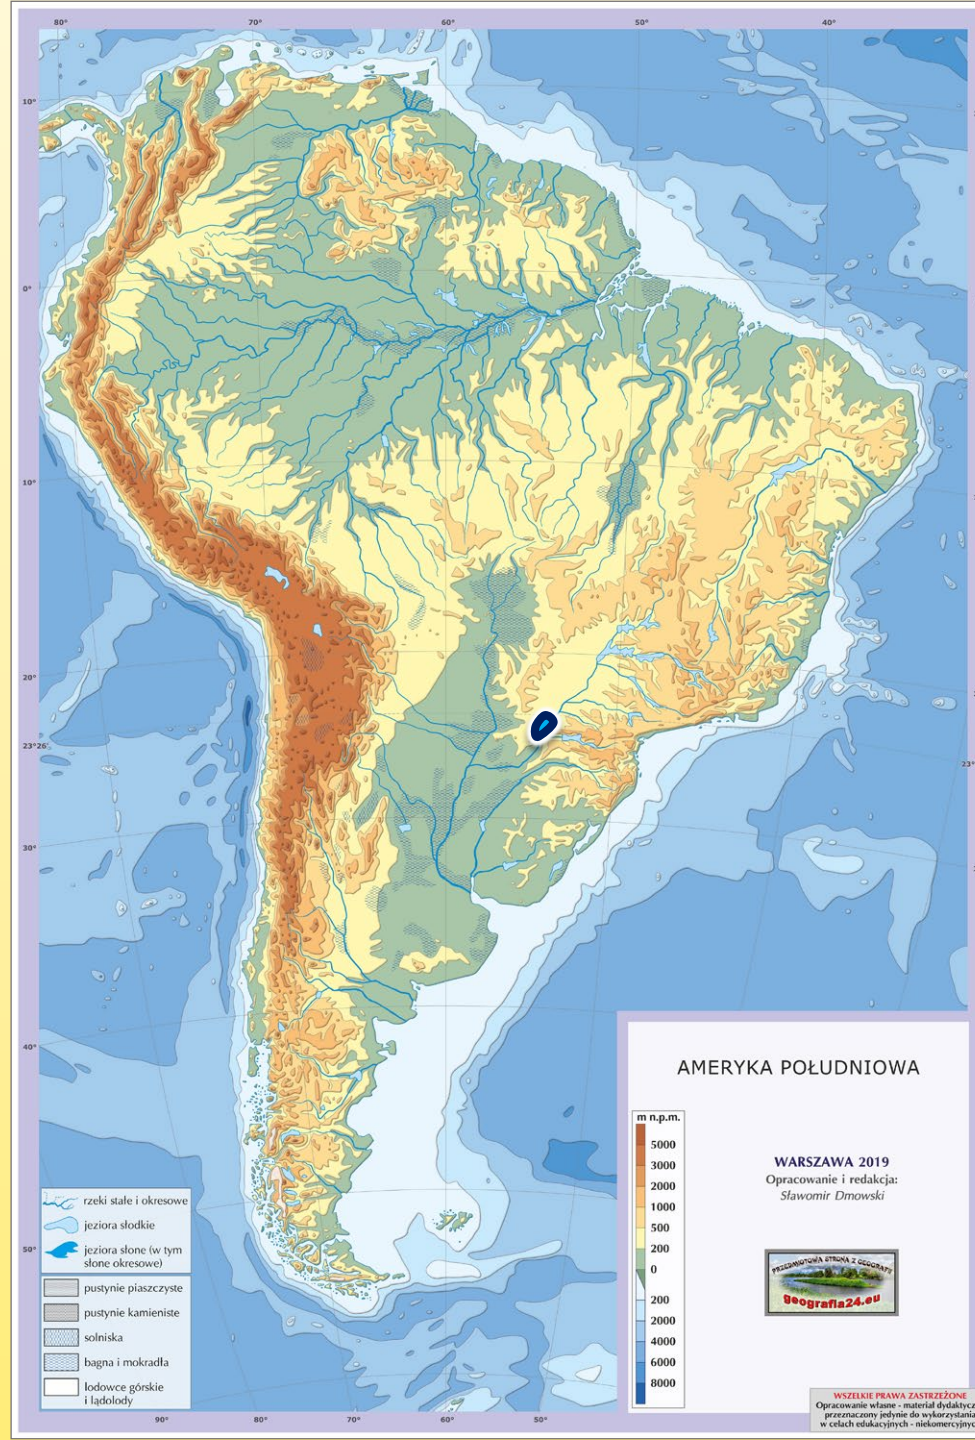 80°
70°
60°
50°
40°
10°
0°
10°
20°
23°26'
23°
30°
40°
50°
90°
80°
70°
60°
50°
AMERYKA POŁUDNIOWA
m n.p.m.
5000
3000
2000
1000
500
200
0
200
2000
4000
6000
8000
WARSZAWA 2019
Opracowanie i redakcja:
Sławomir Dmowski
PRZEDMIOTOWA STRONA Z GEOGRAFII
geografia24.eu
rzeki stałe i okresowe
jeziora słodkie
jeziora słone (w tym
słone okresowe)
pustynie piaszczyste
pustynie kamieniste
solniska
bagna i mokradła
lodowce górskie
i lądolody
WSZELKIE PRAWA ZASTRZEŻONE
Opracowanie własne - materiał dydaktycz
przeznaczony jedynie do wykorzystania
w celach edukacyjnych - niekomercyjnyc